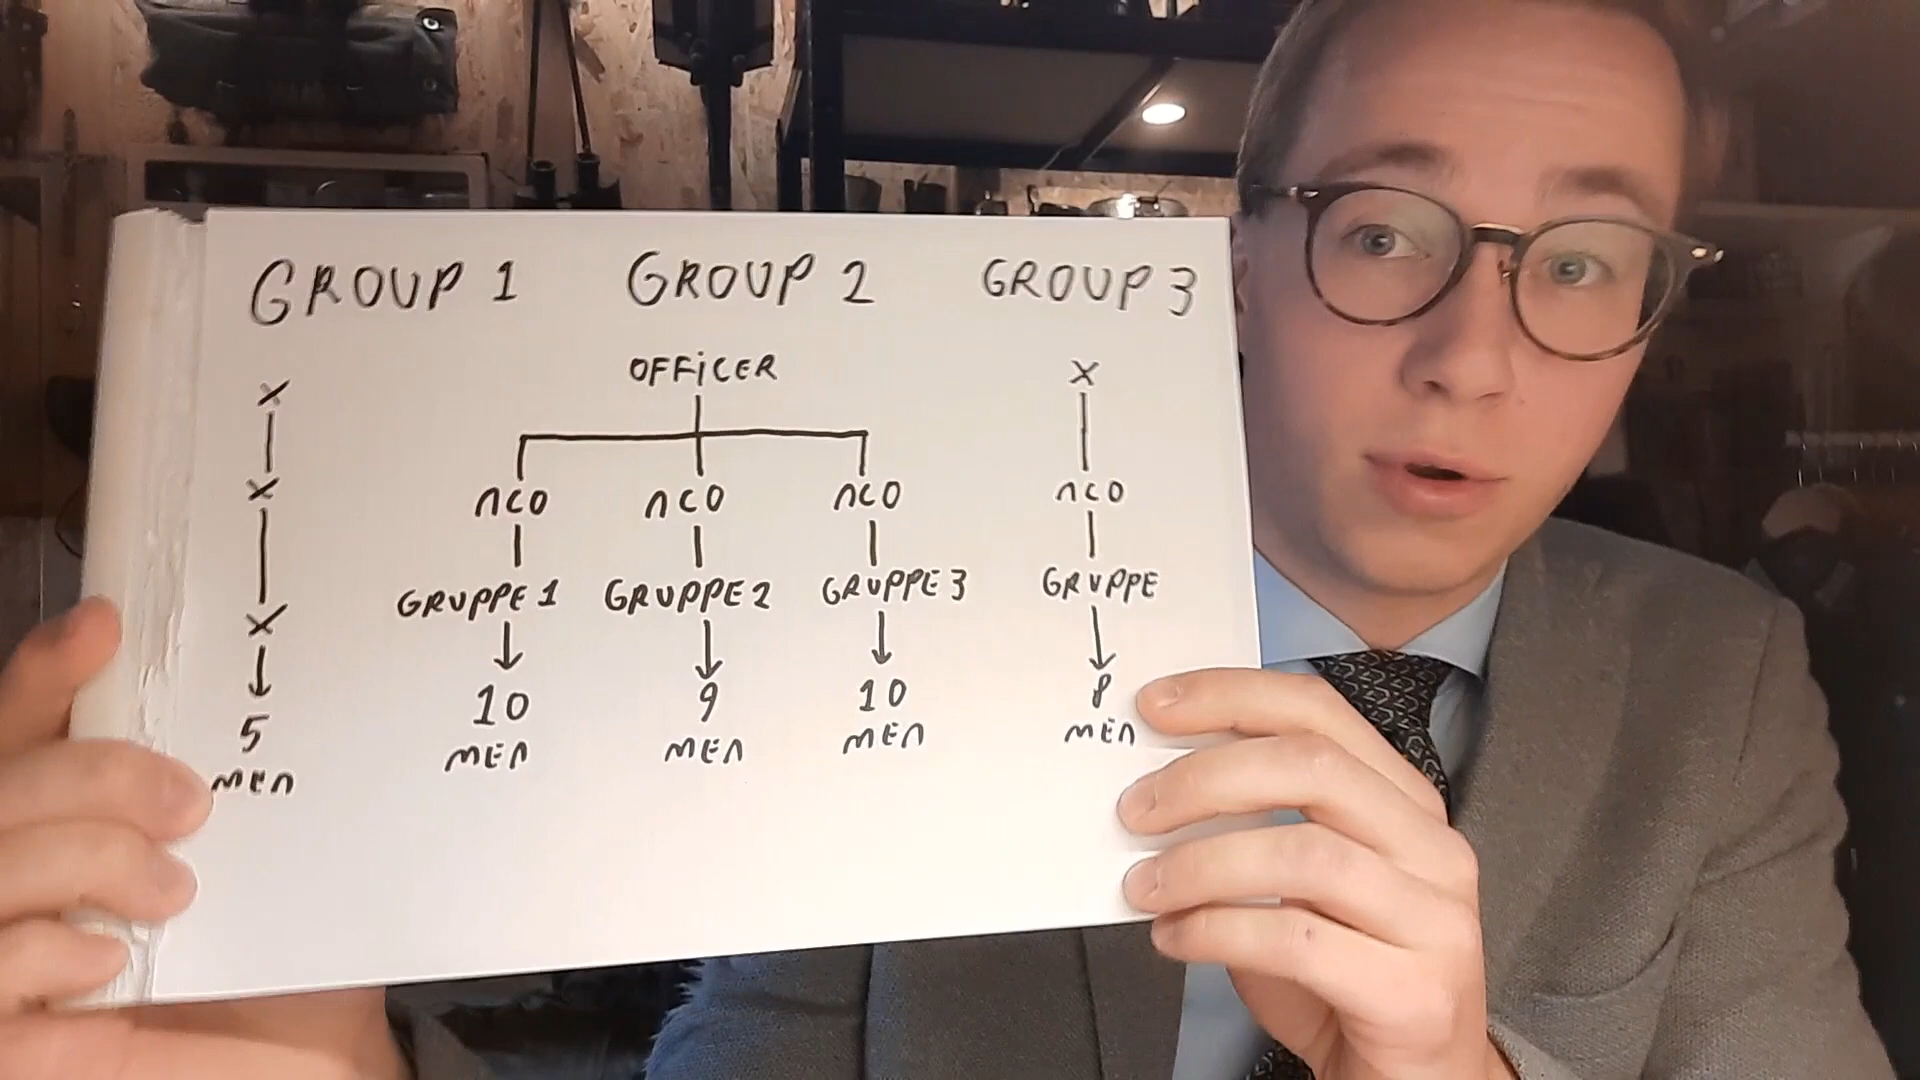 GROUP 1 GROUP 2 GROUP 3
OFFICER X
X
X NCO NCO NCO NCO
GRUPPE 1 GRUPPE 2 GRUPPE 3 GRUPPE
X
10 9 10 8
5 MEN MEN MEN MEN
MEN